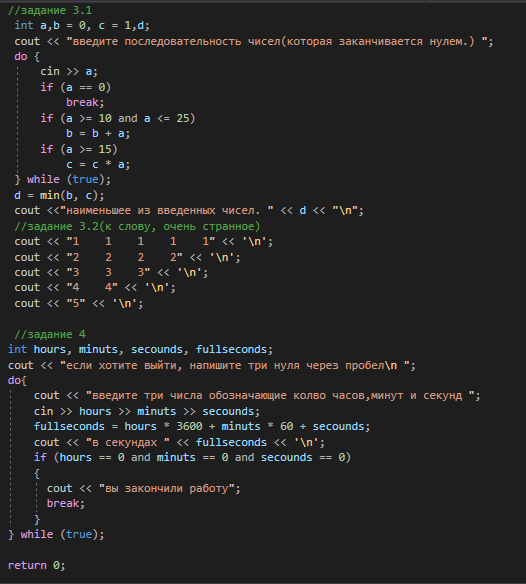 //задание 3.1
int a,b = 0, c = 1,d;
cout << "введите последовательность чисел(которая заканчивается нулем.) ";
do {
cin >> a;
if (a == 0)
break;
if (a >= 10 and a <= 25)
b = b + a;
if (a >= 15)
c = c * a;
} while (true);
d = min(b, c);
cout <<"наименьшее из введенных чисел. " << d << "\n";
//задание 3.2(к слову, очень странное)
cout << "1    1    1    1    1" << '\n';
cout << "2    2    2    2" << '\n';
cout << "3    3    3" << '\n';
cout << "4    4" << '\n';
cout << "5" << '\n';
//задание 4
int hours, minuts, secounds, fullseconds;
cout << "если хотите выйти, напишите три нуля через пробел\n ";
do{
cout << "введите три числа обозначающие колво часов,минут и секунд ";
cin >> hours >> minuts >> secounds;
fullseconds = hours * 3600 + minuts * 60 + secounds;
cout << "в секундах " << fullseconds << '\n';
if (hours == 0 and minuts == 0 and secounds == 0)
{
cout << "вы закончили работу";
break;
}
} while (true);
return 0;